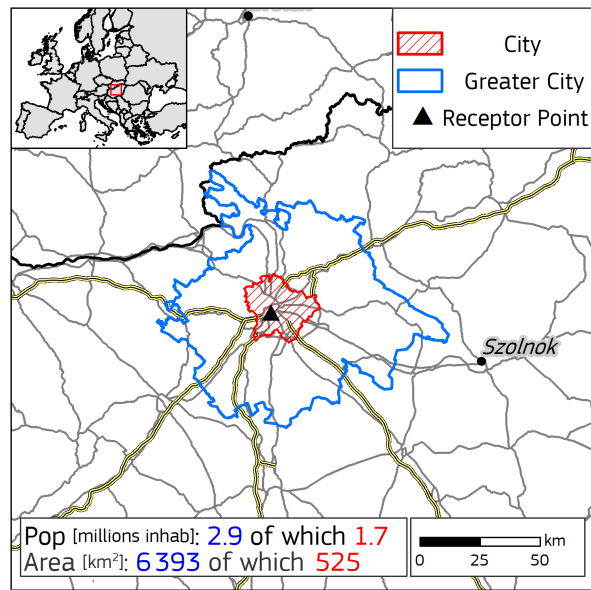 City
Greater City
Receptor Point
Szolnok
Pop [millions inhab]: 2.9 of which 1.7
Area [km²]: 6 393 of which 525
km
0 25 50